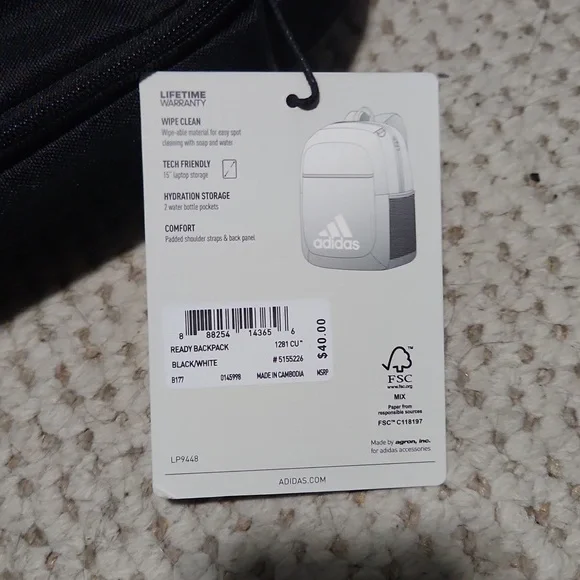 LIFETIME
WARRANTY
WIPE CLEAN
Wipe-able material for easy spot
cleaning with soap and water
TECH FRIENDLY
15" laptop storage
HYDRATION STORAGE
2 water bottle pockets
COMFORT
Padded shoulder straps & back panel
adidas
8 88254 14365 6
READY BACKPACK 1281 CU"
BLACK/WHITE # 5155226
B177 0145998 MADE IN CAMBODIA MSRP
$40.00
FSC™
www.fsc.org
MIX
Paper from
responsible sources
FSC™ C118197
Made by agron, inc.
for adidas accessories
LP9448
ADIDAS.COM